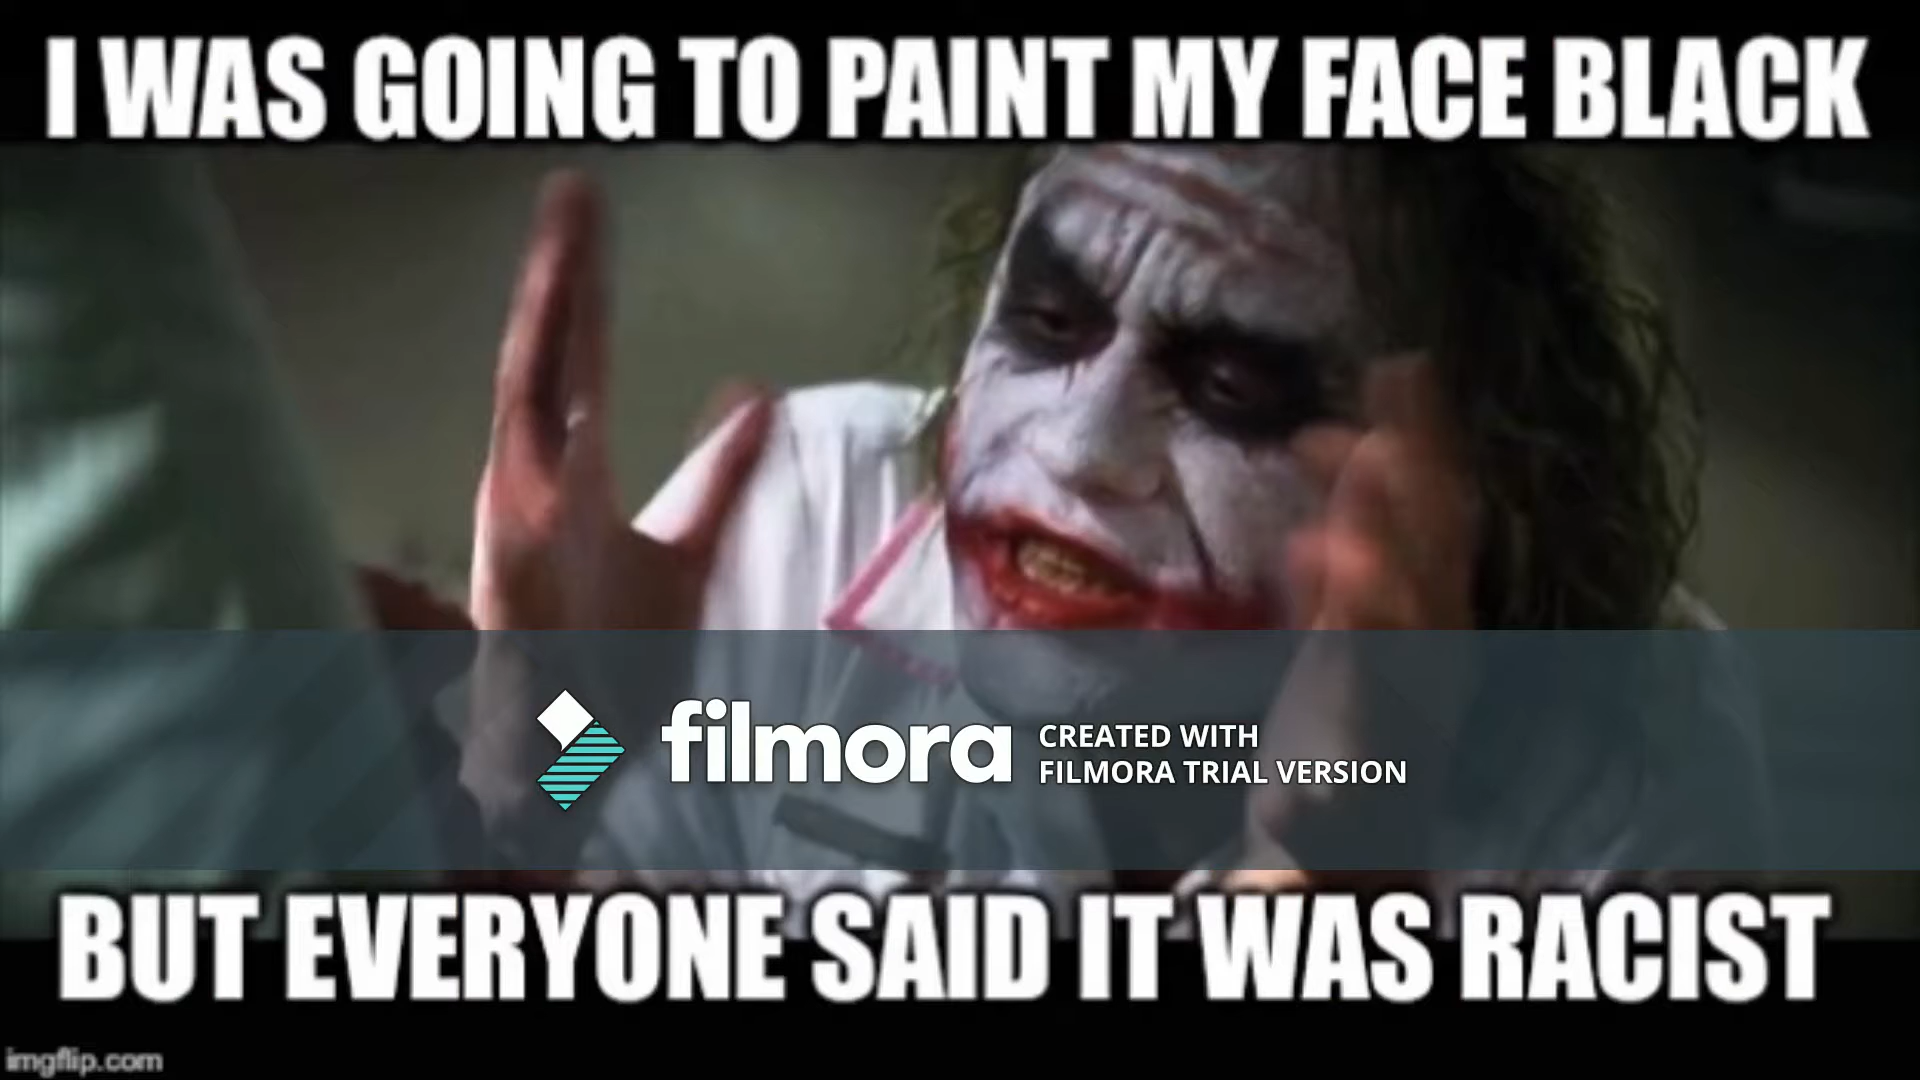 I WAS GOING TO PAINT MY FACE BLACK
filmora
CREATED WITH
FILMORA TRIAL VERSION
BUT EVERYONE SAID IT WAS RACIST
imgflip.com